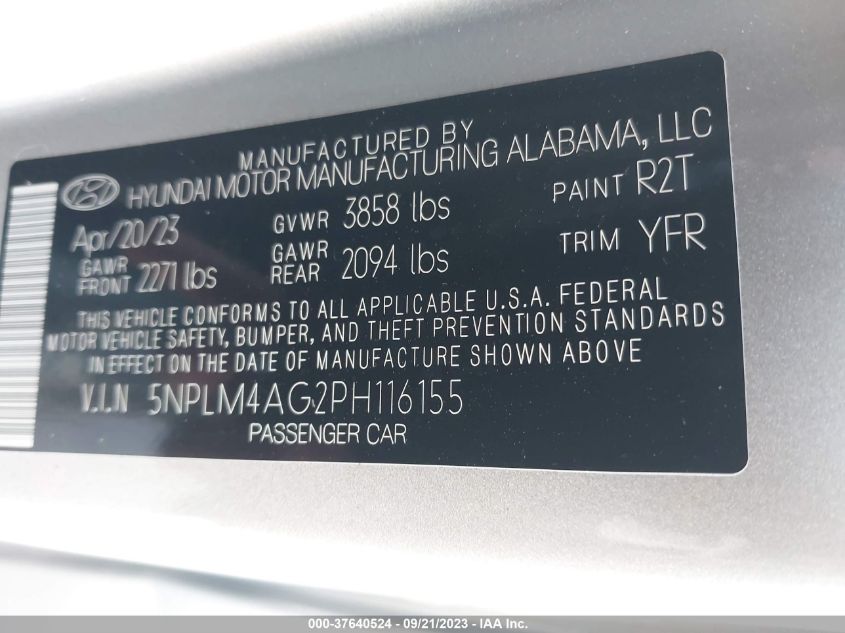 MANUFACTURED BY
HYUNDAI MOTOR MANUFACTURING ALABAMA, LLC
Apr/20/23 GVWR 3858 lbs PAINT R2T
GAWR FRONT 2271 lbs GAWR REAR 2094 lbs TRIM YFR
THIS VEHICLE CONFORMS TO ALL APPLICABLE U.S.A. FEDERAL
MOTOR VEHICLE SAFETY, BUMPER, AND THEFT PREVENTION STANDARDS
IN EFFECT ON THE DATE OF MANUFACTURE SHOWN ABOVE
V.I.N 5NPLM4AG2PH116155
PASSENGER CAR
000-37640524 - 09/21/2023 - IAA Inc.